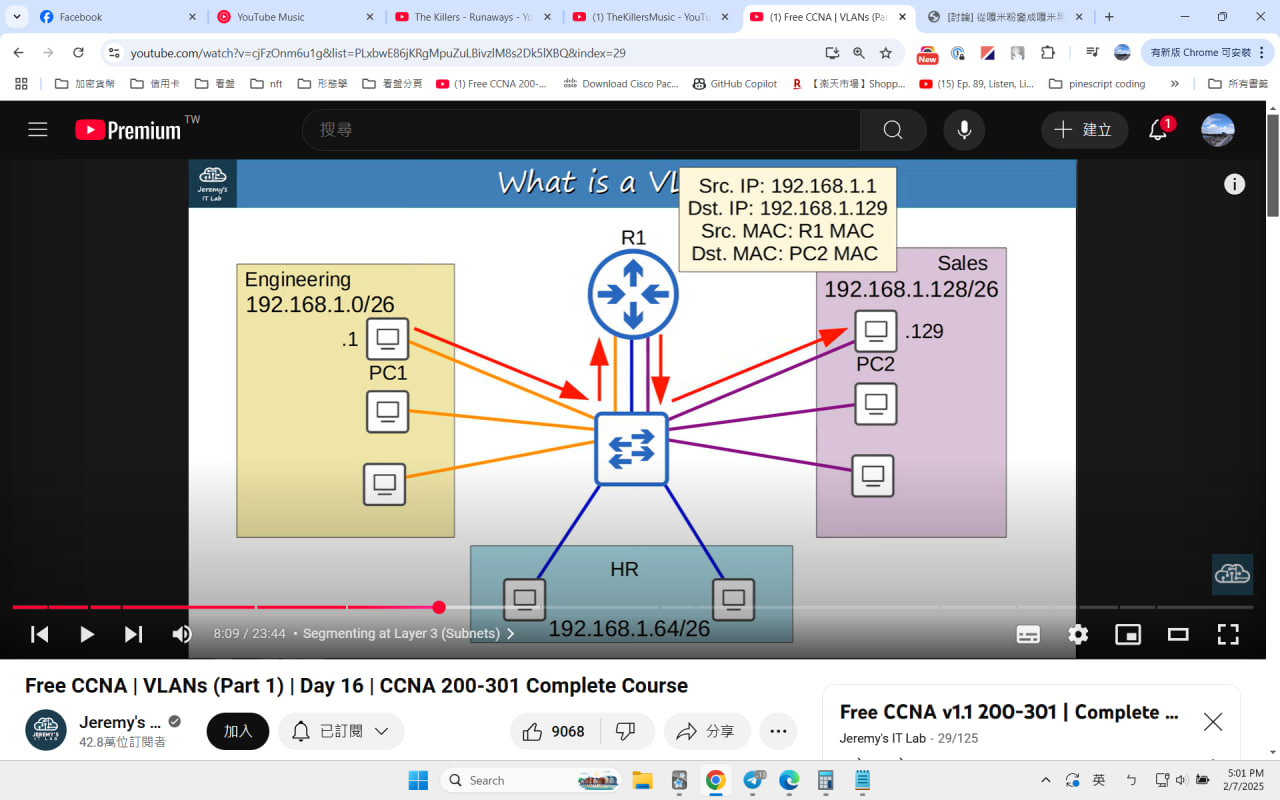 Facebook
YouTube Music
The Killers - Runaways - Yo
(1) TheKillersMusic - YouTu
(1) Free CCNA | VLANs (Par
[討論] 從嘎米粉變成嘎米黑
youtube.com/watch?v=cjFzOnm6u1g&list=PLxbwE86jKRgMpuZuLBivzlM8s2Dk5lXBQ&index=29
New
有新版 Chrome 可安裝
加密貨幣
信用卡
看盤
nft
形態學
看盤分頁
(1) Free CCNA 200-...
Download Cisco Pac...
GitHub Copilot
R
【楽天市場】Shopp...
(15) Ep. 89, Listen, Li...
pinescript coding
所有書籤
Premium TW
搜尋
建立
1
Jeremy's
IT Lab
What is a VL
Src. IP: 192.168.1.1
Dst. IP: 192.168.1.129
Src. MAC: R1 MAC
Dst. MAC: PC2 MAC
R1
Engineering
192.168.1.0/26
.1
PC1
Sales
192.168.1.128/26
.129
PC2
HR
192.168.1.64/26
8:09 / 23:44 • Segmenting at Layer 3 (Subnets)
Free CCNA | VLANs (Part 1) | Day 16 | CCNA 200-301 Complete Course
JEREMY'S
Jeremy's ...
42.8萬位訂閱者
加入
已訂閱
9068
分享
Free CCNA v1.1 200-301 | Complete ...
Jeremy's IT Lab - 29/125
Search
英
ㄅ
5:01 PM
2/7/2025